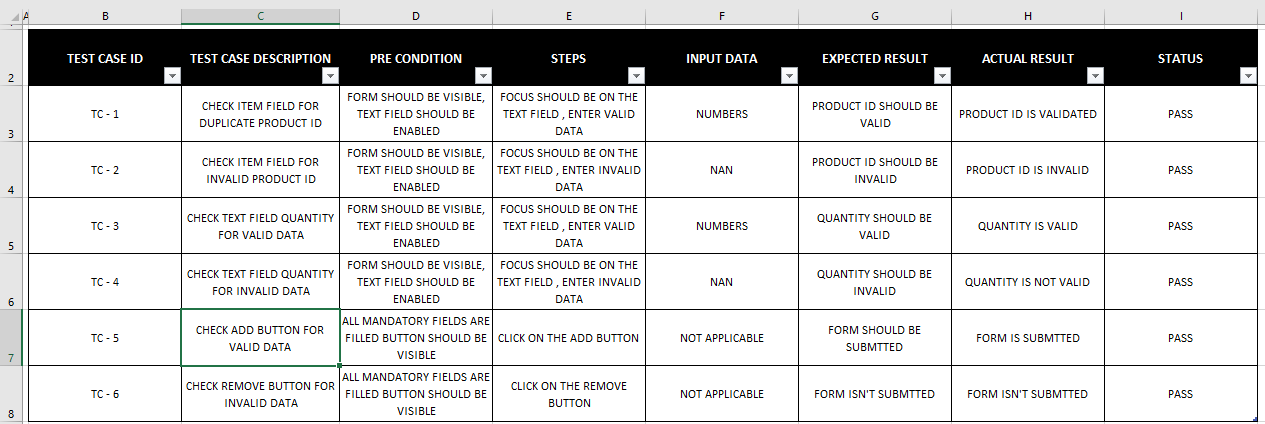 A B C D E F G H I
2 TEST CASE ID TEST CASE DESCRIPTION PRE CONDITION STEPS INPUT DATA EXPECTED RESULT ACTUAL RESULT STATUS
3 TC - 1 CHECK ITEM FIELD FOR DUPLICATE PRODUCT ID FORM SHOULD BE VISIBLE, TEXT FIELD SHOULD BE ENABLED FOCUS SHOULD BE ON THE TEXT FIELD , ENTER VALID DATA NUMBERS PRODUCT ID SHOULD BE VALID PRODUCT ID IS VALIDATED PASS
4 TC - 2 CHECK ITEM FIELD FOR INVALID PRODUCT ID FORM SHOULD BE VISIBLE, TEXT FIELD SHOULD BE ENABLED FOCUS SHOULD BE ON THE TEXT FIELD , ENTER INVALID DATA NAN PRODUCT ID SHOULD BE INVALID PRODUCT ID IS INVALID PASS
5 TC - 3 CHECK TEXT FIELD QUANTITY FOR VALID DATA FORM SHOULD BE VISIBLE, TEXT FIELD SHOULD BE ENABLED FOCUS SHOULD BE ON THE TEXT FIELD , ENTER VALID DATA NUMBERS QUANTITY SHOULD BE VALID QUANTITY IS VALID PASS
6 TC - 4 CHECK TEXT FIELD QUANTITY FOR INVALID DATA FORM SHOULD BE VISIBLE, TEXT FIELD SHOULD BE ENABLED FOCUS SHOULD BE ON THE TEXT FIELD , ENTER INVALID DATA NAN QUANTITY SHOULD BE INVALID QUANTITY IS NOT VALID PASS
7 TC - 5 CHECK ADD BUTTON FOR VALID DATA ALL MANDATORY FIELDS ARE FILLED BUTTON SHOULD BE VISIBLE CLICK ON THE ADD BUTTON NOT APPLICABLE FORM SHOULD BE SUBMTTED FORM IS SUBMTTED PASS
8 TC - 6 CHECK REMOVE BUTTON FOR INVALID DATA ALL MANDATORY FIELDS ARE FILLED BUTTON SHOULD BE VISIBLE CLICK ON THE REMOVE BUTTON NOT APPLICABLE FORM ISN'T SUBMTTED FORM ISN'T SUBMTTED PASS